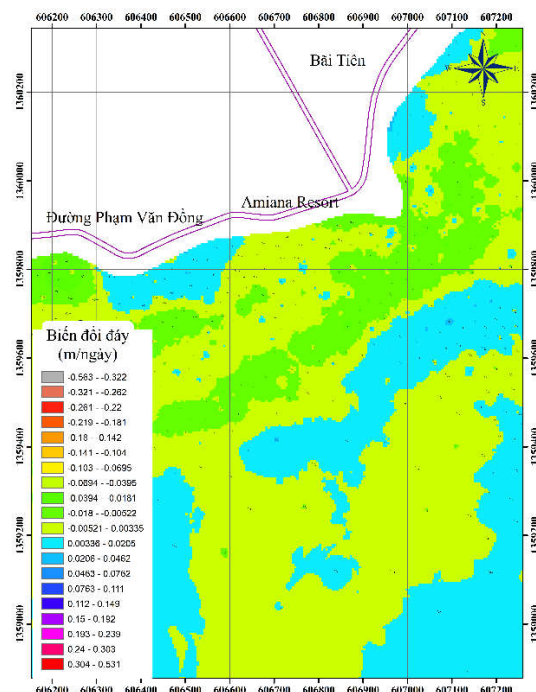 606200 606300 606400 606500 606600 606700 606800 606900 607000 607100 607200
Bãi Tiên
S
1360200
1360000
Amiana Resort
Đường Phạm Văn Đồng
1359800
Biến đổi đáy
(m/ngày)
1359600
-0.563 - -0.322
-0.321 - -0.262
-0.261 - -0.22
-0.219 - -0.181
-0.18 - -0.142
-0.141 - -0.104
-0.103 - -0.0695
-0.0694 - -0.0395
-0.0394 - -0.0181
-0.018 - -0.00522
-0.00521 - 0.00335
0.00336 - 0.0205
0.0206 - 0.0462
0.0463 - 0.0762
0.0763 - 0.111
0.112 - 0.149
0.15 - 0.192
0.193 - 0.239
0.24 - 0.303
0.304 - 0.531
1359400
1359200
1359000
606200 606300 606400 606500 606600 606700 606800 606900 607000 607100 607200